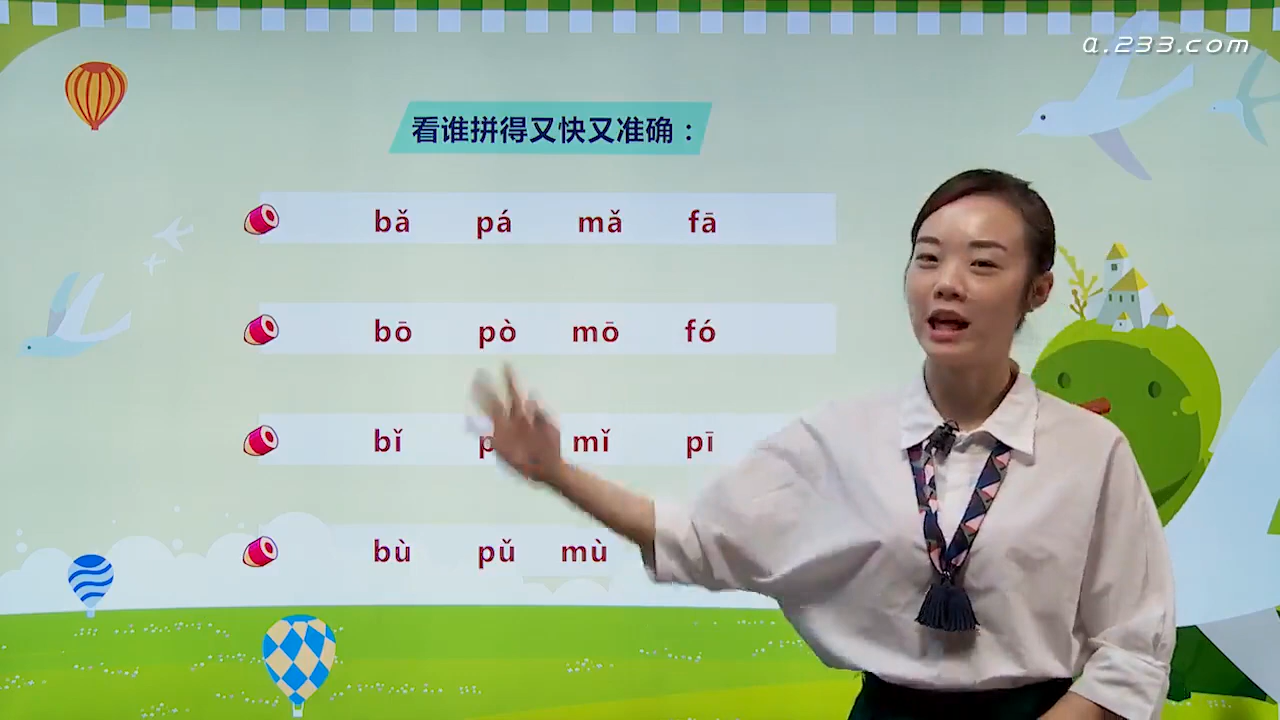 a.233.com
看谁拼得又快又准确：
bǎ pá mǎ fā
bō pò mō fó
bǐ mǐ pī
bù pǔ mù